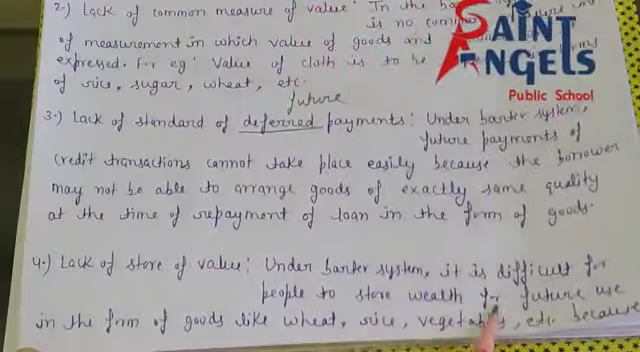 2.) Lack of common measure of value: In the
is no common
of measurement in which value of goods and
expressed. For eg: Value of cloth is to be
of rice, sugar, wheat, etc.
future
3.) Lack of standard of deferred payments: Under barter system,
future payments of
credit transactions cannot take place easily because the borrower
may not be able to arrange goods of exactly same quality
at the time of repayment of loan in the form of goods.
4.) Lack of store of value: Under barter system, it is difficult for
people to store wealth for future use
in the form of goods like wheat, rice, vegetables, etc. because
SAINT
ANGELS
Public School